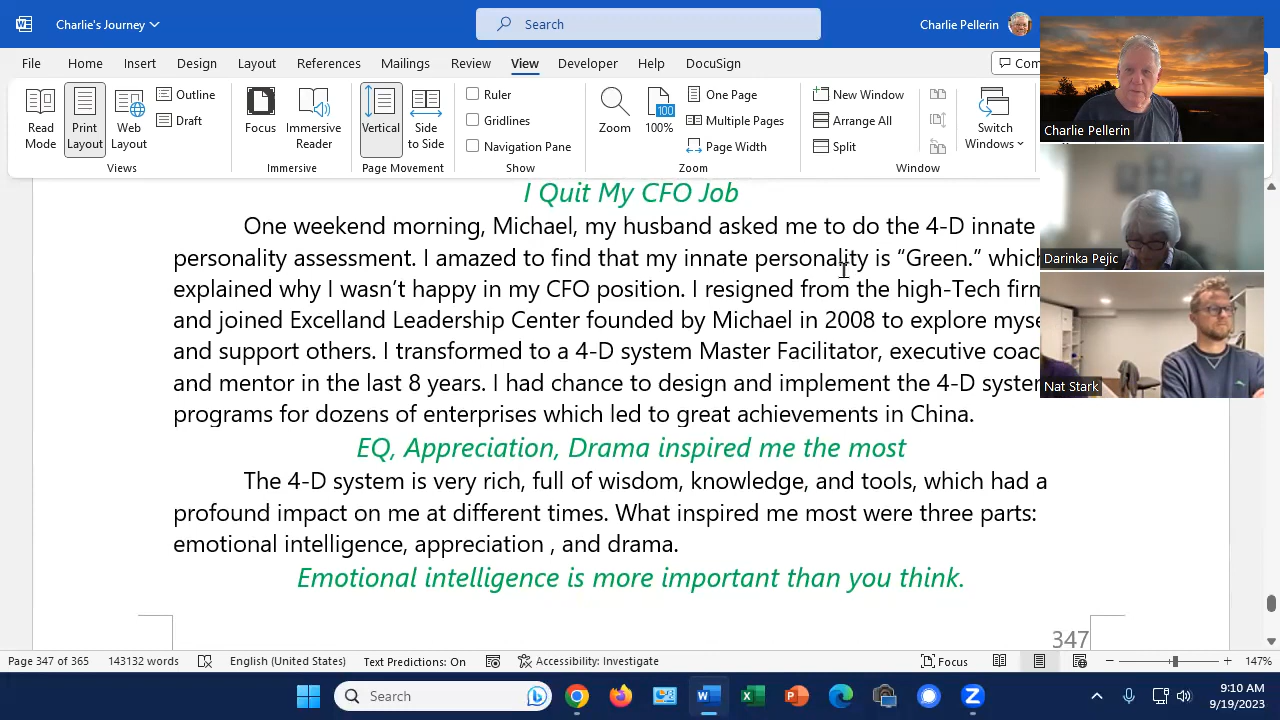 Charlie's Journey
Search
Charlie Pellerin
File Home Insert Design Layout References Mailings Review View Developer Help DocuSign
Read Mode
Print Layout
Web Layout
Outline
Draft
Views
Focus
Immersive Reader
Immersive
Vertical
Side to Side
Page Movement
Ruler
Gridlines
Navigation Pane
Show
Zoom
100
100%
One Page
Multiple Pages
Page Width
Zoom
New Window
Arrange All
Split
Switch Windows
Window
Charlie Pellerin
Darinka Pejic
Nat Stark
I Quit My CFO Job
One weekend morning, Michael, my husband asked me to do the 4-D innate
personality assessment. I amazed to find that my innate personality is “Green.” which
explained why I wasn’t happy in my CFO position. I resigned from the high-Tech firm
and joined Excelland Leadership Center founded by Michael in 2008 to explore myse
and support others. I transformed to a 4-D system Master Facilitator, executive coac
and mentor in the last 8 years. I had chance to design and implement the 4-D system
programs for dozens of enterprises which led to great achievements in China.
EQ, Appreciation, Drama inspired me the most
The 4-D system is very rich, full of wisdom, knowledge, and tools, which had a
profound impact on me at different times. What inspired me most were three parts:
emotional intelligence, appreciation , and drama.
Emotional intelligence is more important than you think.
347
Page 347 of 365 143132 words English (United States) Text Predictions: On Accessibility: Investigate Focus 147%
Search
9:10 AM
9/19/2023